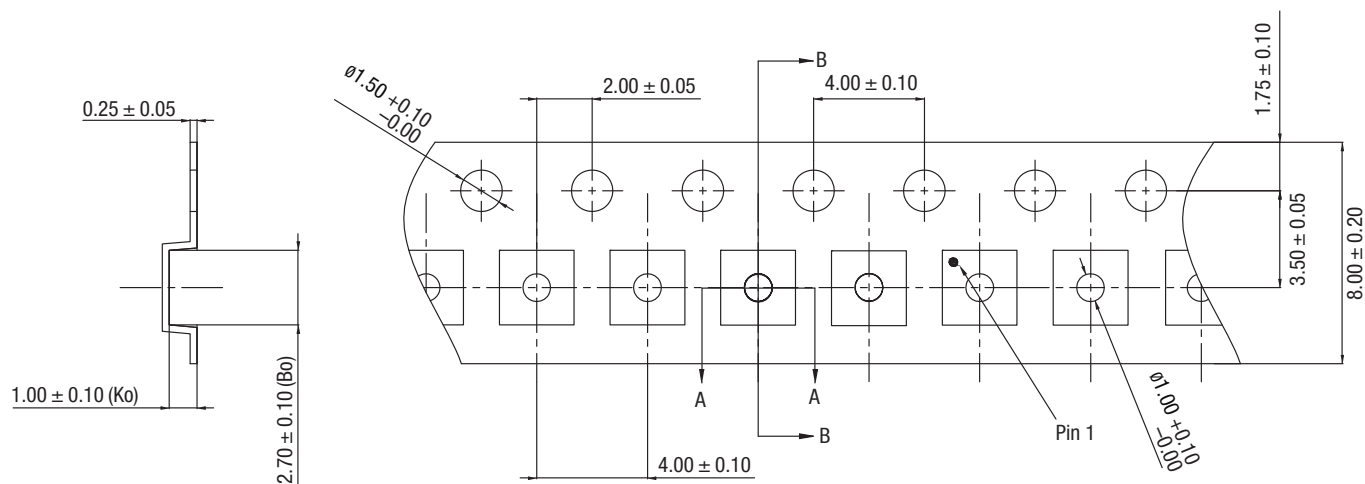 B
ø1.50 +0.10
–0.00
2.00 ± 0.05
4.00 ± 0.10
1.75 ± 0.10
0.25 ± 0.05
3.50 ± 0.05
8.00 ± 0.20
1.00 ± 0.10 (Ko)
2.70 ± 0.10 (Bo)
A
A
B
Pin 1
ø1.00 +0.10
–0.00
4.00 ± 0.10